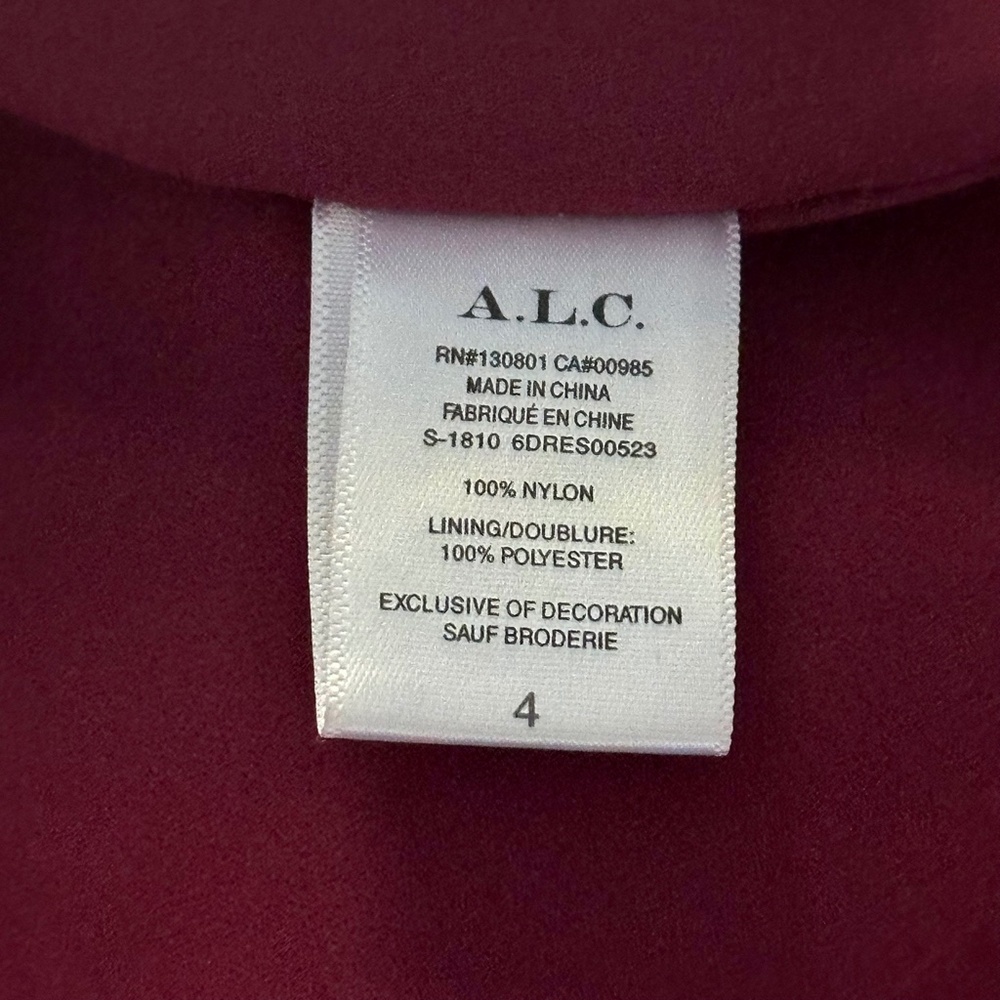 A.L.C.
RN#130801 CA#00985
MADE IN CHINA
FABRIQUÉ EN CHINE
S-1810 6DRES00523
100% NYLON
LINING/DOUBLURE:
100% POLYESTER
EXCLUSIVE OF DECORATION
SAUF BRODERIE
4